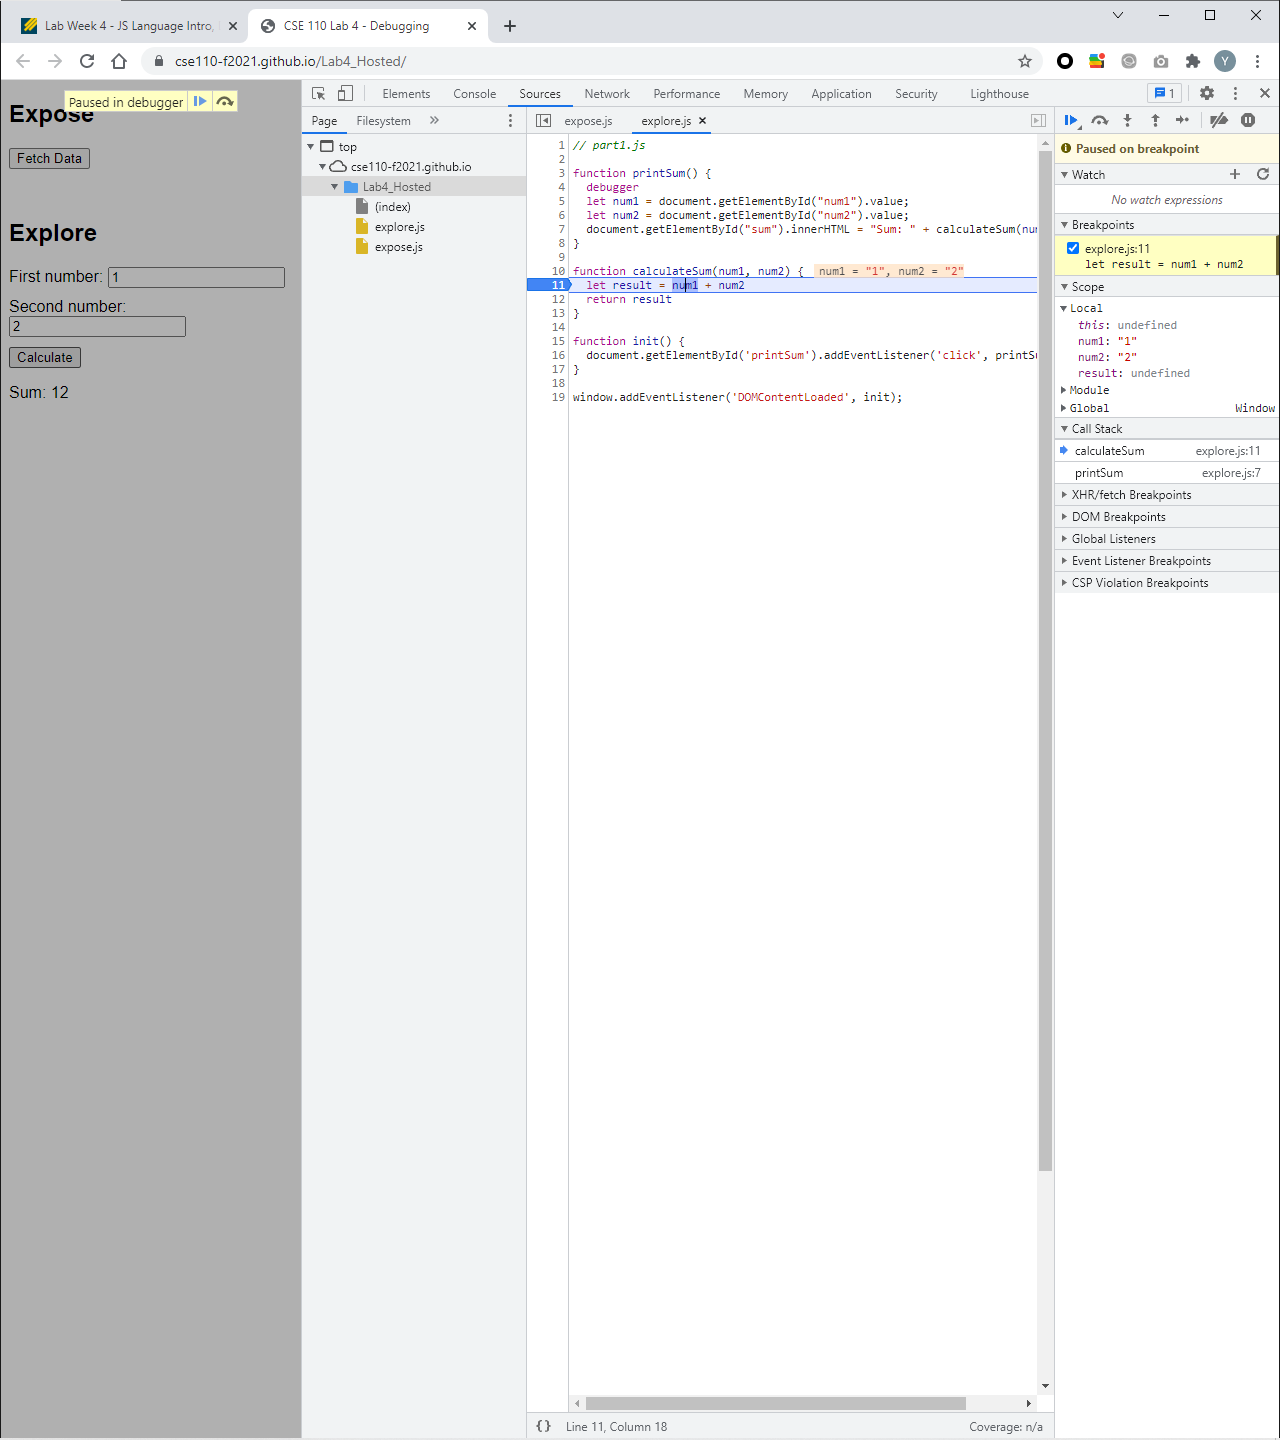 Lab Week 4 - JS Language Intro,
CSE 110 Lab 4 - Debugging
cse110-f2021.github.io/Lab4_Hosted/
Y
Paused in debugger
Expose
Fetch Data
Explore
First number: 1
Second number:
2
Calculate
Sum: 12
Elements Console Sources Network Performance Memory Application Security Lighthouse 1
Page Filesystem
top
cse110-f2021.github.io
Lab4_Hosted
(index)
explore.js
expose.js
expose.js explore.js
1 // part1.js
2
3 function printSum() {
4 debugger
5 let num1 = document.getElementById("num1").value;
6 let num2 = document.getElementById("num2").value;
7 document.getElementById("sum").innerHTML = "Sum: " + calculateSum(nu
8 }
9
10 function calculateSum(num1, num2) { num1 = "1", num2 = "2"
11 let result = num1 + num2
12 return result
13 }
14
15 function init() {
16 document.getElementById('printSum').addEventListener('click', printS
17 }
18
19 window.addEventListener('DOMContentLoaded', init);
{} Line 11, Column 18 Coverage: n/a
Paused on breakpoint
Watch
No watch expressions
Breakpoints
explore.js:11
let result = num1 + num2
Scope
Local
this: undefined
num1: "1"
num2: "2"
result: undefined
Module
Global Window
Call Stack
calculateSum explore.js:11
printSum explore.js:7
XHR/fetch Breakpoints
DOM Breakpoints
Global Listeners
Event Listener Breakpoints
CSP Violation Breakpoints